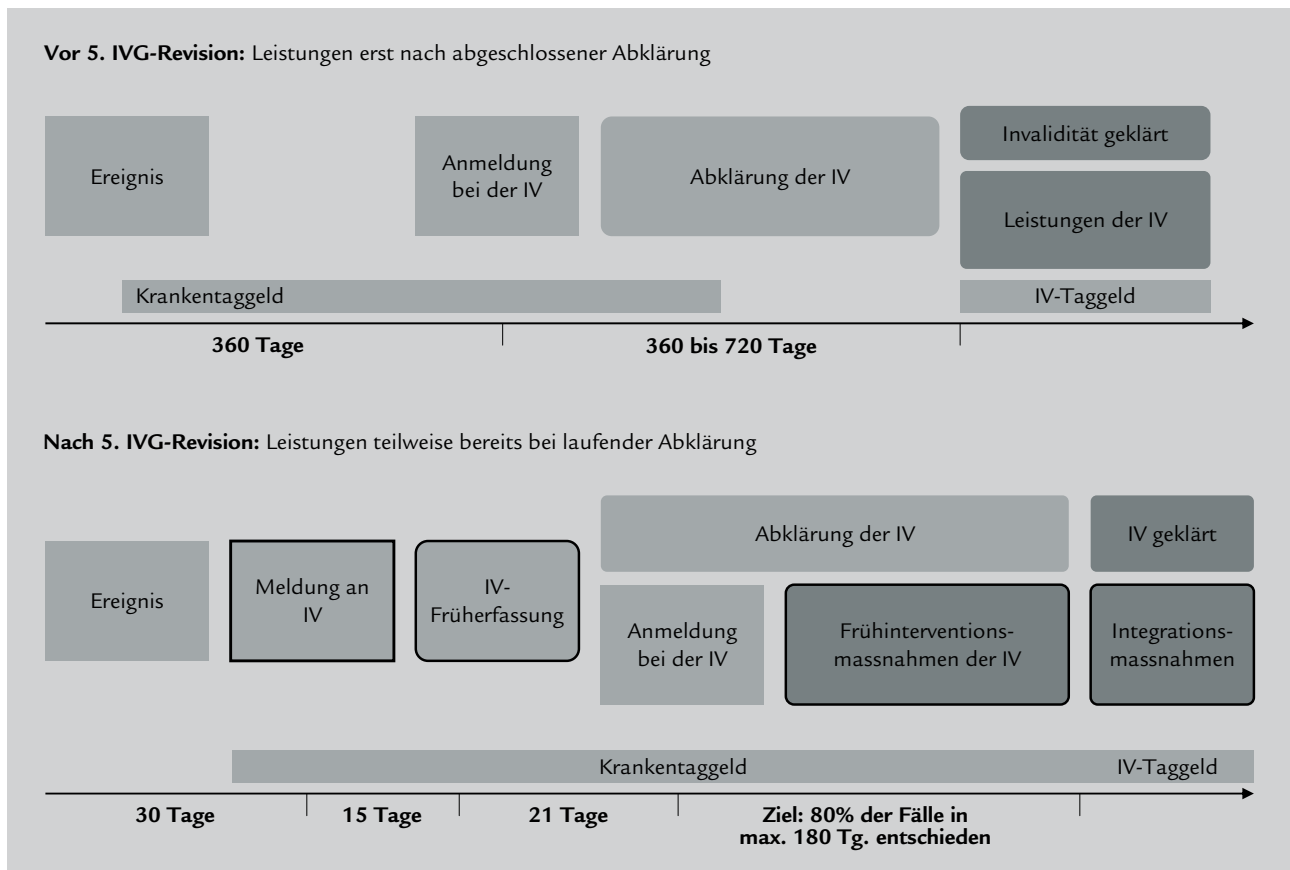 Vor 5. IVG-Revision: Leistungen erst nach abgeschlossener Abklärung
Ereignis
Anmeldung
bei der IV
Abklärung der IV
Invalidität geklärt
Leistungen der IV
Krankentaggeld
IV-Taggeld
360 Tage
360 bis 720 Tage
Nach 5. IVG-Revision: Leistungen teilweise bereits bei laufender Abklärung
Ereignis
Meldung an
IV
IV-
Früherfassung
Abklärung der IV
IV geklärt
Anmeldung
bei der IV
Frühinterventions-
massnahmen der IV
Integrations-
massnahmen
Krankentaggeld
IV-Taggeld
30 Tage
15 Tage
21 Tage
Ziel: 80% der Fälle in
max. 180 Tg. entschieden